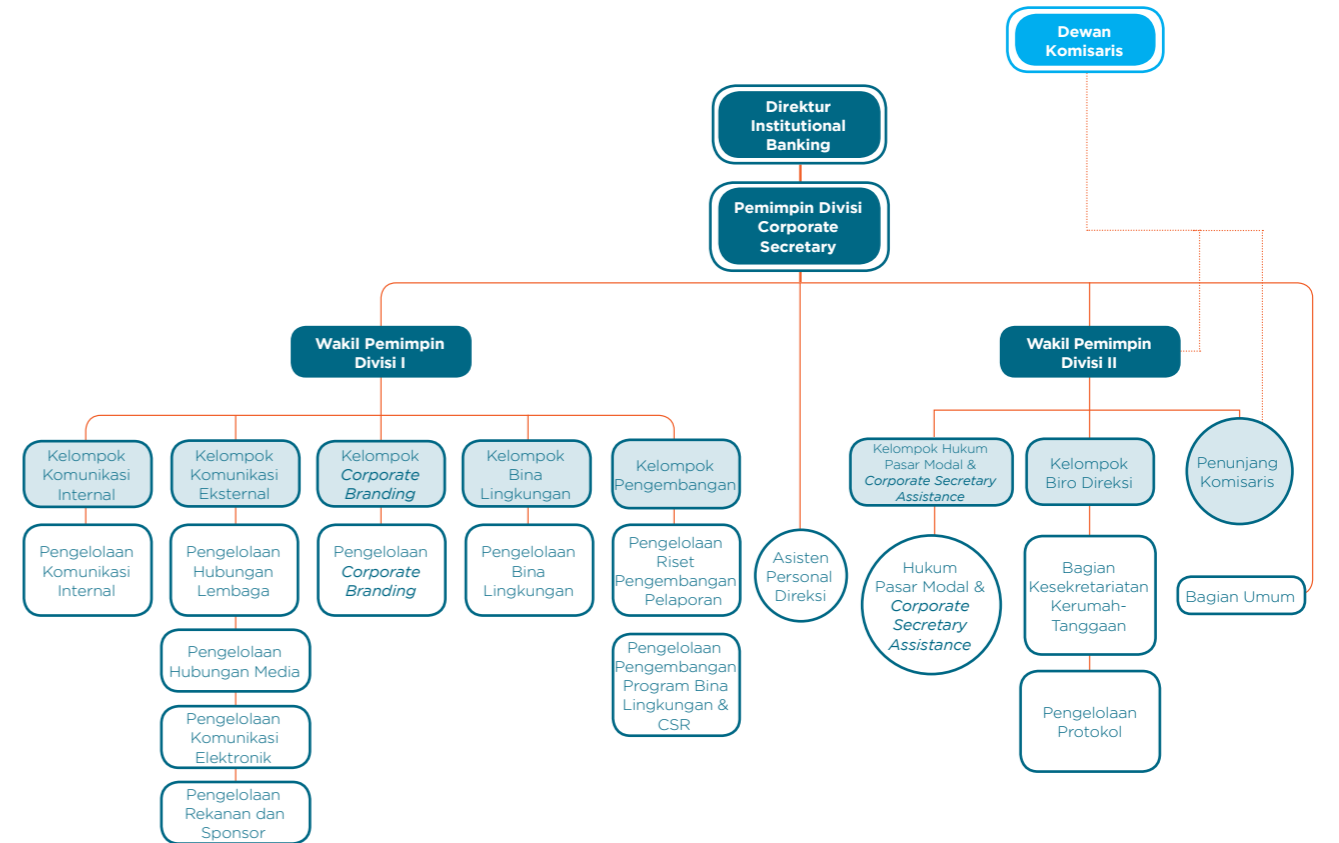 Dewan
Komisaris
Direktur
Institutional
Banking
Pemimpin Divisi
Corporate
Secretary
Wakil Pemimpin
Divisi I
Wakil Pemimpin
Divisi II
Kelompok
Komunikasi
Internal
Kelompok
Komunikasi
Eksternal
Kelompok
Corporate
Branding
Kelompok
Bina
Lingkungan
Kelompok
Pengembangan
Kelompok Hukum
Pasar Modal &
Corporate Secretary
Assistance
Kelompok
Biro Direksi
Penunjang
Komisaris
Pengelolaan
Komunikasi
Internal
Pengelolaan
Hubungan
Lembaga
Pengelolaan
Corporate
Branding
Pengelolaan
Bina
Lingkungan
Pengelolaan
Riset
Pengembangan
Pelaporan
Asisten
Personal
Direksi
Hukum
Pasar Modal &
Corporate
Secretary
Assistance
Bagian
Kesekretariatan
Kerumah-
Tanggaan
Bagian Umum
Pengelolaan
Hubungan Media
Pengelolaan
Pengembangan
Program Bina
Lingkungan &
CSR
Pengelolaan
Protokol
Pengelolaan
Komunikasi
Elektronik
Pengelolaan
Rekanan dan
Sponsor